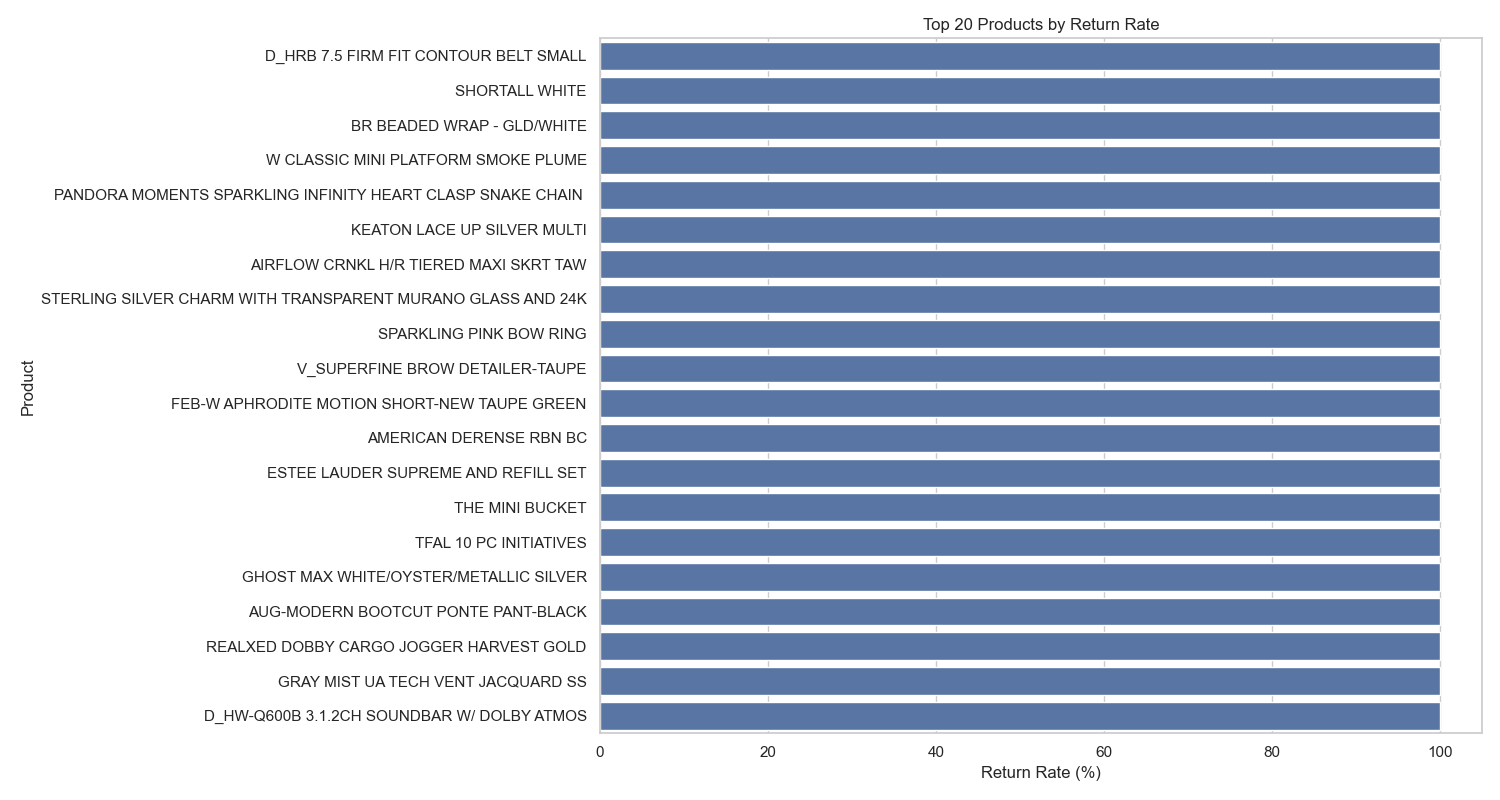 Top 20 Products by Return Rate
D_HRB 7.5 FIRM FIT CONTOUR BELT SMALL
SHORTALL WHITE
BR BEADED WRAP - GLD/WHITE
W CLASSIC MINI PLATFORM SMOKE PLUME
PANDORA MOMENTS SPARKLING INFINITY HEART CLASP SNAKE CHAIN
KEATON LACE UP SILVER MULTI
AIRFLOW CRNKL H/R TIERED MAXI SKRT TAW
STERLING SILVER CHARM WITH TRANSPARENT MURANO GLASS AND 24K
SPARKLING PINK BOW RING
V_SUPERFINE BROW DETAILER-TAUPE
FEB-W APHRODITE MOTION SHORT-NEW TAUPE GREEN
AMERICAN DERENSE RBN BC
ESTEE LAUDER SUPREME AND REFILL SET
THE MINI BUCKET
TFAL 10 PC INITIATIVES
GHOST MAX WHITE/OYSTER/METALLIC SILVER
AUG-MODERN BOOTCUT PONTE PANT-BLACK
REALXED DOBBY CARGO JOGGER HARVEST GOLD
GRAY MIST UA TECH VENT JACQUARD SS
D_HW-Q600B 3.1.2CH SOUNDBAR W/ DOLBY ATMOS
Product
0 20 40 60 80 100
Return Rate (%)